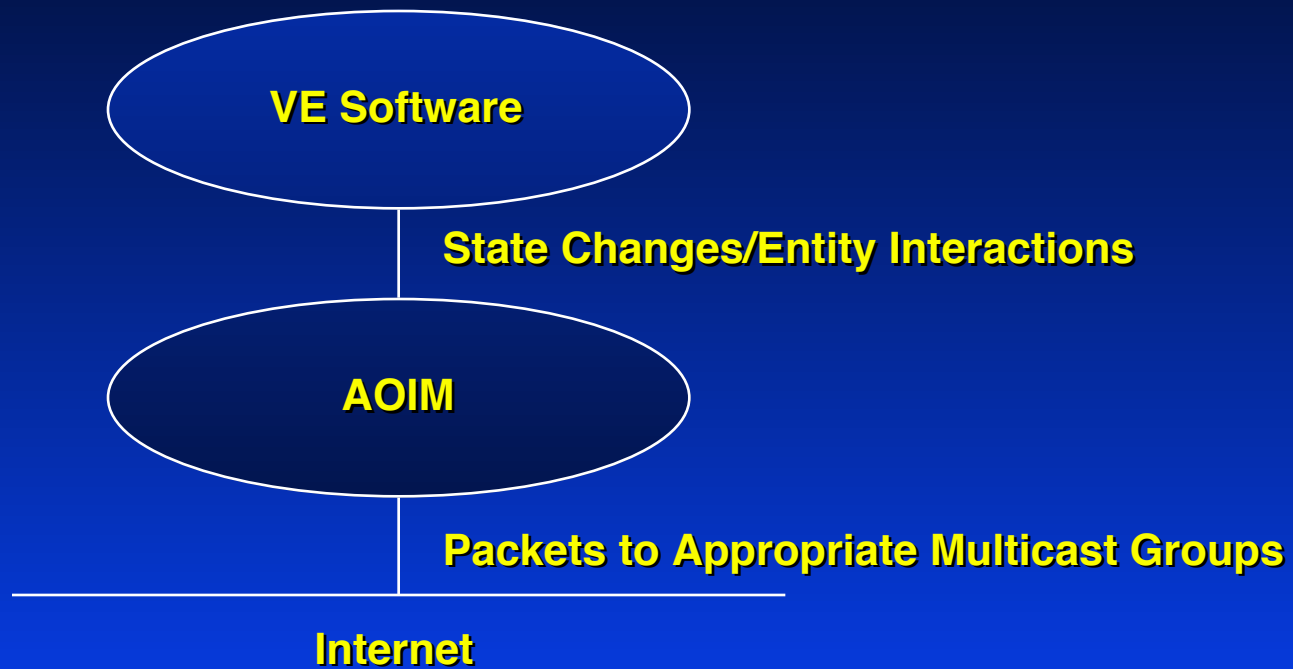 VE Software
State Changes/Entity Interactions
AOIM
Packets to Appropriate Multicast Groups
Internet